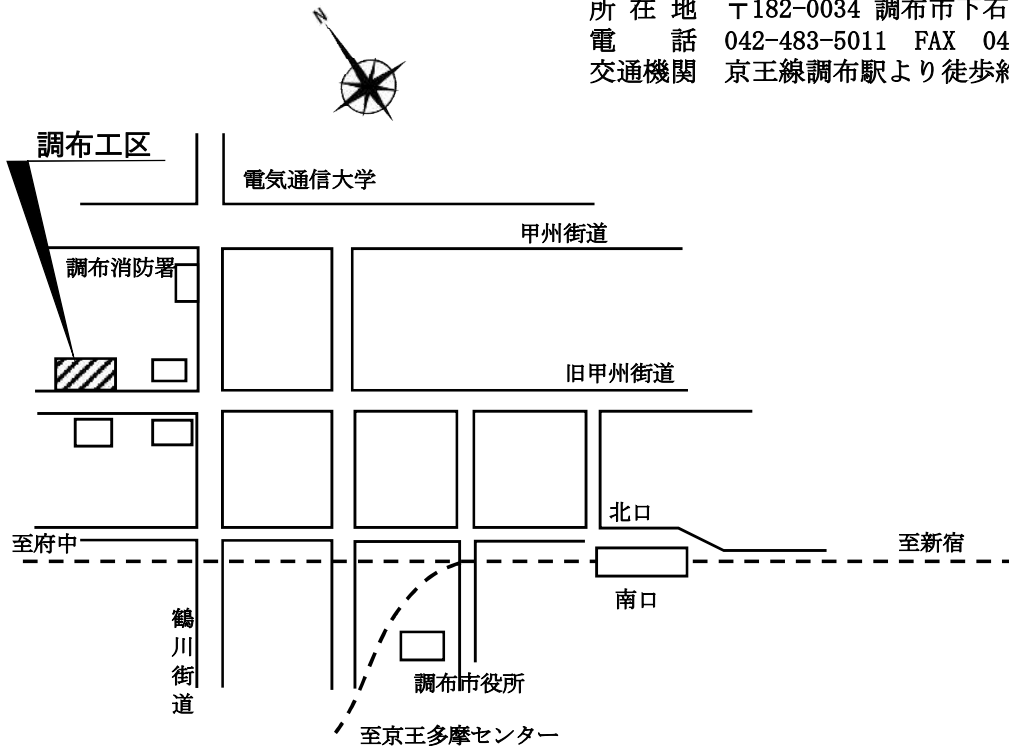 所在地 〒182-0034 調布市下石
電話 042-483-5011 FAX 04
交通機関 京王線調布駅より徒歩約
N
調布工区
電気通信大学
甲州街道
調布消防署
旧甲州街道
北口
至府中
至新宿
南口
鶴川街道
調布市役所
至京王多摩センター